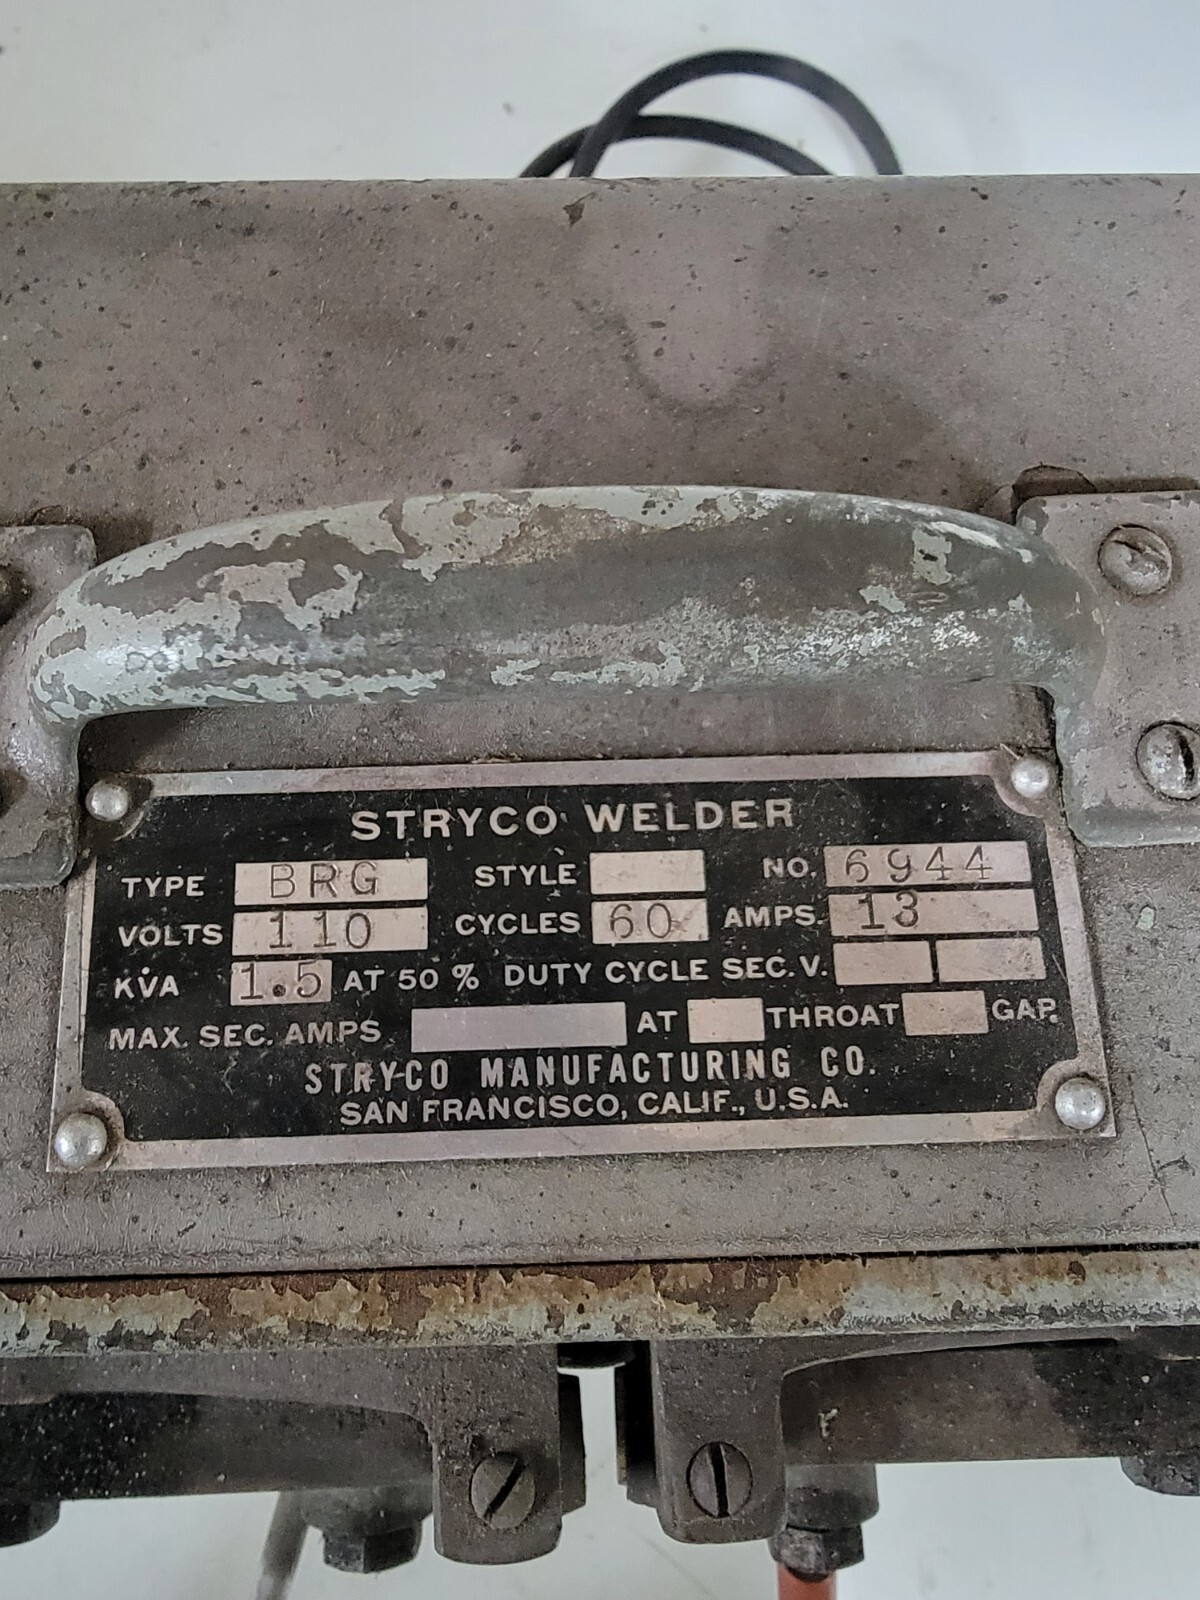 STRYCO WELDER
TYPE BRG STYLE NO. 6944
VOLTS 110 CYCLES 60 AMPS. 13
KVA 1.5 AT 50 % DUTY CYCLE SEC. V.
MAX. SEC. AMPS AT THROAT GAP.
STRYCO MANUFACTURING CO.
SAN FRANCISCO, CALIF., U.S.A.